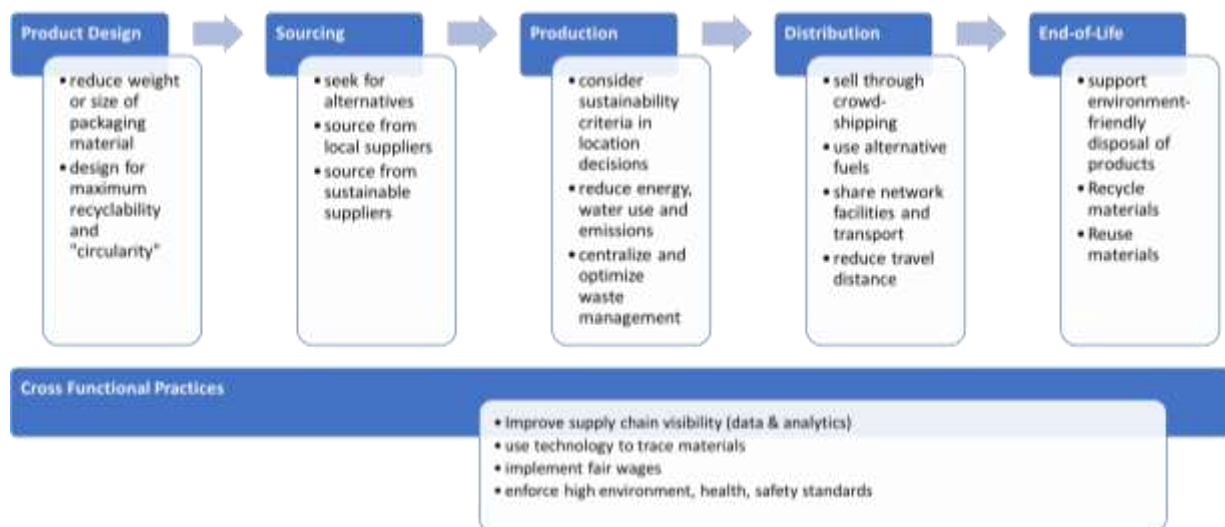 Product Design
• reduce weight
or size of
packaging
material
• design for
maximum
recyclability
and
"circularity"
Sourcing
• seek for
alternatives
• source from
local suppliers
• source from
sustainable
suppliers
Production
• consider
sustainability
criteria in
location
decisions
• reduce energy,
water use and
emissions
• centralize and
optimize
waste
management
Distribution
• sell through
crowd-
shipping
• use alternative
fuels
• share network
facilities and
transport
• reduce travel
distance
End-of-Life
• support
environment-
friendly
disposal of
products
• Recycle
materials
• Reuse
materials
Cross Functional Practices
• Improve supply chain visibility (data & analytics)
• use technology to trace materials
• implement fair wages
• enforce high environment, health, safety standards